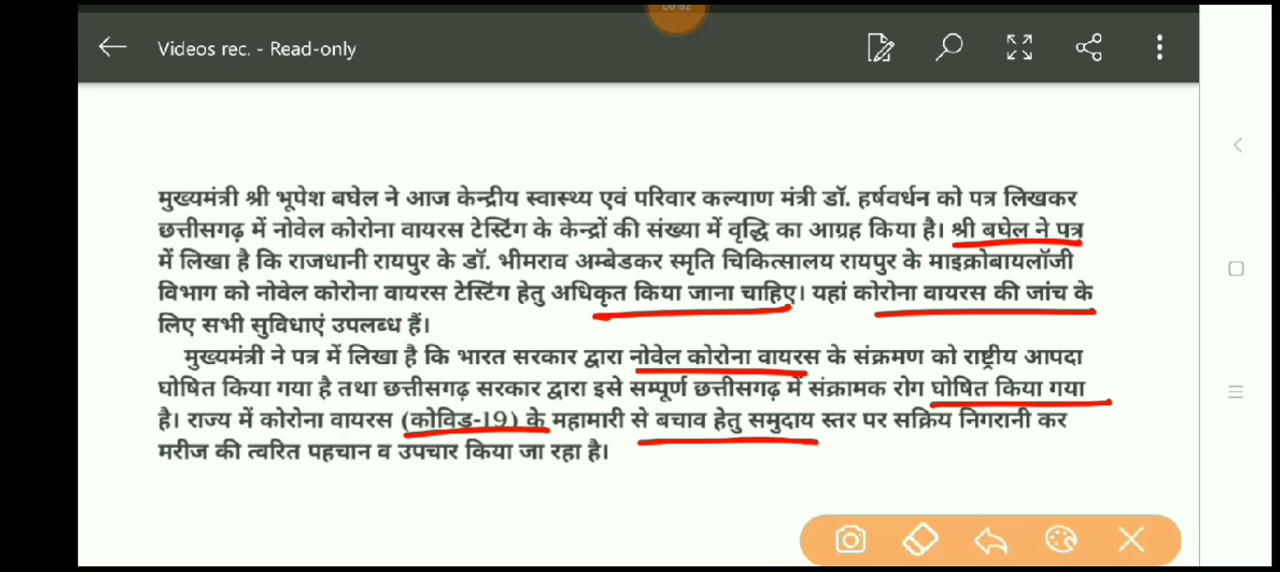 Videos rec. - Read-only
मुख्यमंत्री श्री भूपेश बघेल ने आज केन्द्रीय स्वास्थ्य एवं परिवार कल्याण मंत्री डॉ. हर्षवर्धन को पत्र लिखकर
छत्तीसगढ़ में नोवेल कोरोना वायरस टेस्टिंग के केन्द्रों की संख्या में वृद्धि का आग्रह किया है। श्री बघेल ने पत्र
में लिखा है कि राजधानी रायपुर के डॉ. भीमराव अम्बेडकर स्मृति चिकित्सालय रायपुर के माइक्रोबायलॉजी
विभाग को नोवेल कोरोना वायरस टेस्टिंग हेतु अधिकृत किया जाना चाहिए। यहां कोरोना वायरस की जांच के
लिए सभी सुविधाएं उपलब्ध हैं।
मुख्यमंत्री ने पत्र में लिखा है कि भारत सरकार द्वारा नोवेल कोरोना वायरस के संक्रमण को राष्ट्रीय आपदा
घोषित किया गया है तथा छत्तीसगढ़ सरकार द्वारा इसे सम्पूर्ण छत्तीसगढ़ में संक्रामक रोग घोषित किया गया
है। राज्य में कोरोना वायरस (कोविड-19) के महामारी से बचाव हेतु समुदाय स्तर पर सक्रिय निगरानी कर
मरीज की त्वरित पहचान व उपचार किया जा रहा है।